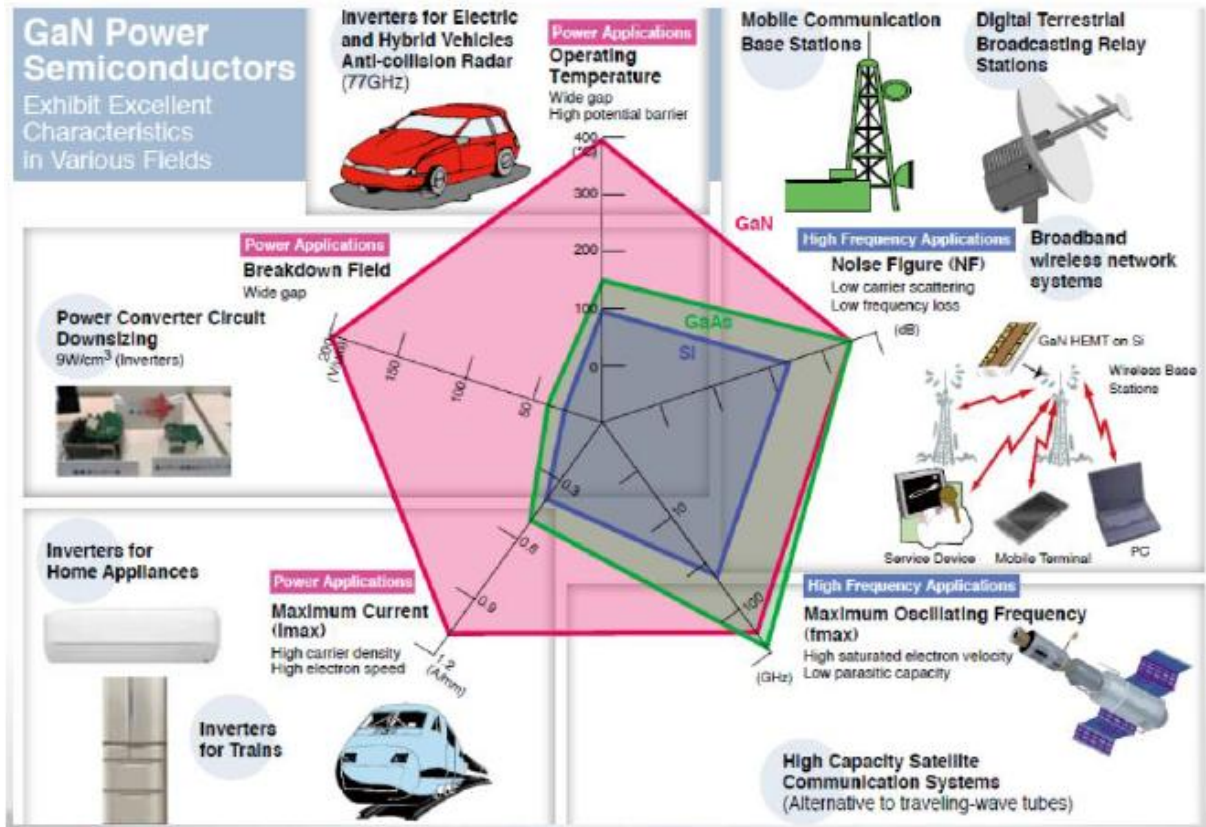 GaN Power
Semiconductors
Exhibit Excellent
Characteristics
in Various Fields
Inverters for Electric
and Hybrid Vehicles
Anti-collision Radar
(77GHz)
Power Applications
Operating
Temperature
Wide gap
High potential barrier
Mobile Communication
Base Stations
Digital Terrestrial
Broadcasting Relay
Stations
400
300
200
100
0
GaN
GaAs
Si
Power Applications
Breakdown Field
Wide gap
200
150
100
50
Power Converter Circuit
Downsizing
9W/cm³ (Inverters)
High Frequency Applications
Noise Figure (NF)
Low carrier scattering
Low frequency loss
(dB)
Broadband
wireless network
systems
GaN HEMT on Si
Wireless Base
Stations
Service Device
Mobile Terminal
PC
Inverters for
Home Appliances
Inverters
for Trains
Power Applications
Maximum Current
(Imax)
High carrier density
High electron speed
0.3
0.6
0.9
1.2
(A/mm)
10
100
(GHz)
High Frequency Applications
Maximum Oscillating Frequency
(fmax)
High saturated electron velocity
Low parasitic capacity
High Capacity Satellite
Communication Systems
(Alternative to traveling-wave tubes)